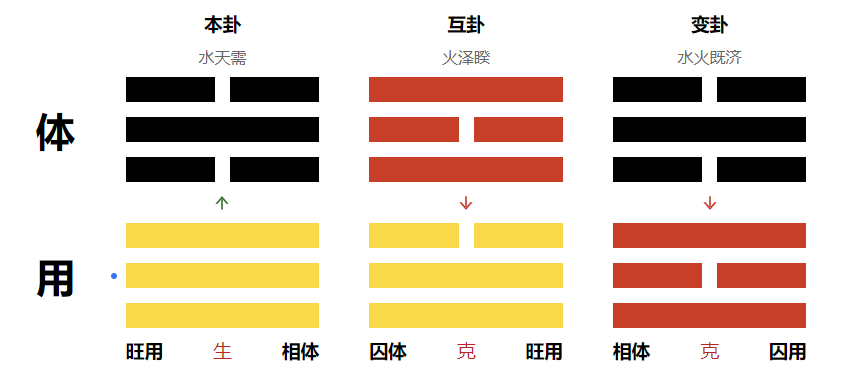 本卦 互卦 变卦
水天需 火泽睽 水火既济
体
用
旺用 生 相体 囚体 克 旺用 相体 克 囚用